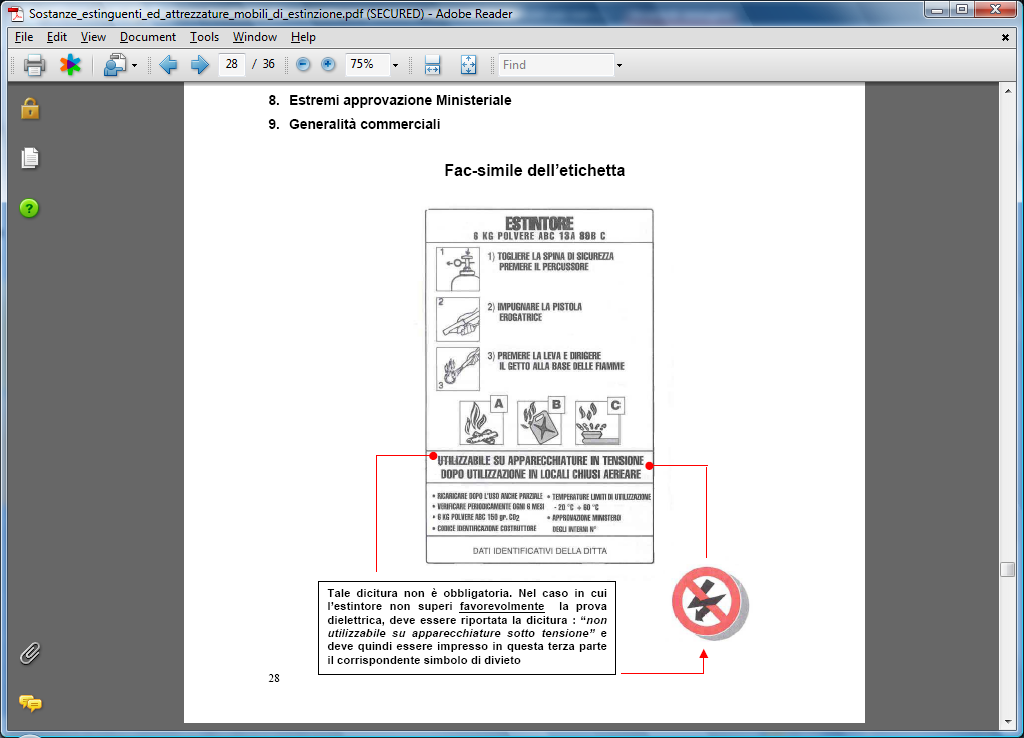 Sostanze_estinguenti_ed_attrezzature_mobili_di_estinzione.pdf (SECURED) - Adobe Reader
File Edit View Document Tools Window Help
28 / 36 75% Find
8. Estremi approvazione Ministeriale
9. Generalità commerciali
Fac-simile dell'etichetta
ESTINTORE
6 KG POLVERE ABC 13A 89B C
1
1) TOGLIERE LA SPINA DI SICUREZZA
PREMERE IL PERCUSSORE
2
2) IMPUGNARE LA PISTOLA
EROGATRICE
3) PREMERE LA LEVA E DIRIGERE
IL GETTO ALLA BASE DELLE FIAMME
3
A B C
UTILIZZABILE SU APPARECCHIATURE IN TENSIONE
DOPO UTILIZZAZIONE IN LOCALI CHIUSI AEREARE
• RICARICARE DOPO L'USO ANCHE PARZIALE • TEMPERATURE LIMITI DI UTILIZZAZIONE
• VERIFICARE PERIODICAMENTE OGNI 6 MESI - 20 °C + 60 °C
• 6 KG POLVERE ABC 150 gr. CO2 • APPROVAZIONE MINISTERO
• CODICE IDENTIFICAZIONE COSTRUTTORE DEGLI INTERNI N°
DATI IDENTIFICATIVI DELLA DITTA
Tale dicitura non è obbligatoria. Nel caso in cui
l'estintore non superi favorevolmente la prova
dielettrica, deve essere riportata la dicitura : "non
utilizzabile su apparecchiature sotto tensione" e
deve quindi essere impresso in questa terza parte
il corrispondente simbolo di divieto
28